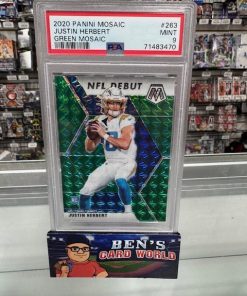 2020 PANINI MOSAIC #263
JUSTIN HERBERT MINT
GREEN MOSAIC 9
PSA 71483470
NFL DEBUT
MOSAIC
JUSTIN HERBERT
BEN'S
CARD WORLD